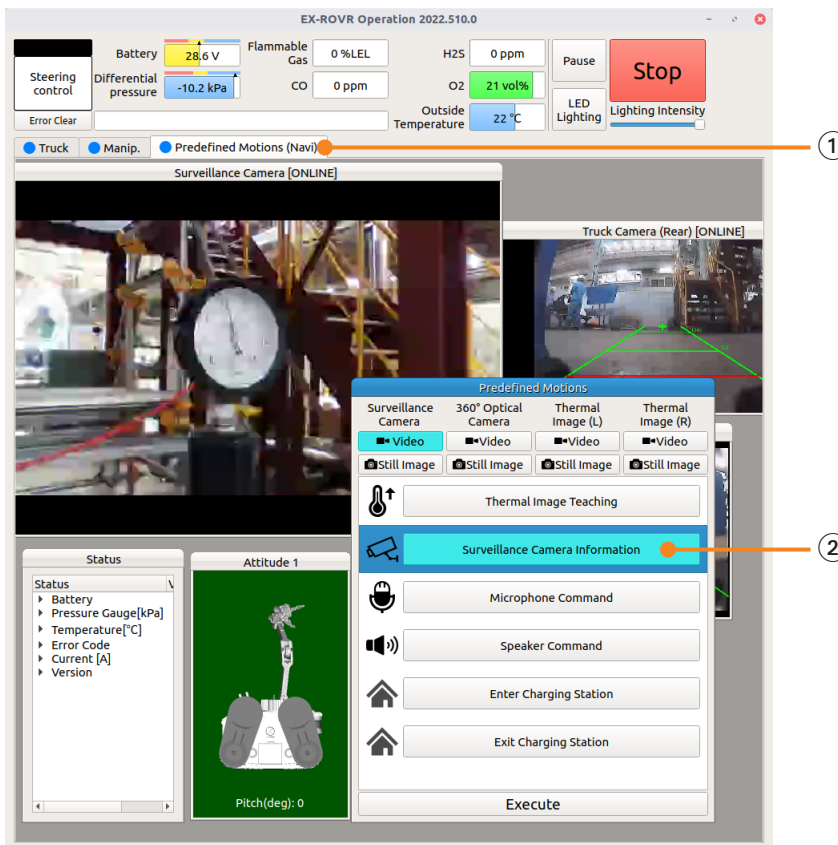 EX-ROVR Operation 2022.510.0
Steering
control
Error Clear
Battery
28.6 V
Differential
pressure
-10.2 kPa
Flammable
Gas
0 %LEL
CO
0 ppm
H2S
0 ppm
O2
21 vol%
Outside
Temperature
22 °C
Pause
LED
Lighting
Stop
Lighting Intensity
Truck
Manip.
Predefined Motions (Navi)
1
Surveillance Camera [ONLINE]
Truck Camera (Rear) [ONLINE]
Predefined Motions
Surveillance
Camera
360° Optical
Camera
Thermal
Image (L)
Thermal
Image (R)
Video
Video
Video
Video
Still Image
Still Image
Still Image
Still Image
Thermal Image Teaching
Surveillance Camera Information
2
Microphone Command
Speaker Command
Enter Charging Station
Exit Charging Station
Execute
Status
Status V
Battery
Pressure Gauge[kPa]
Temperature[°C]
Error Code
Current [A]
Version
Attitude 1
Pitch(deg): 0